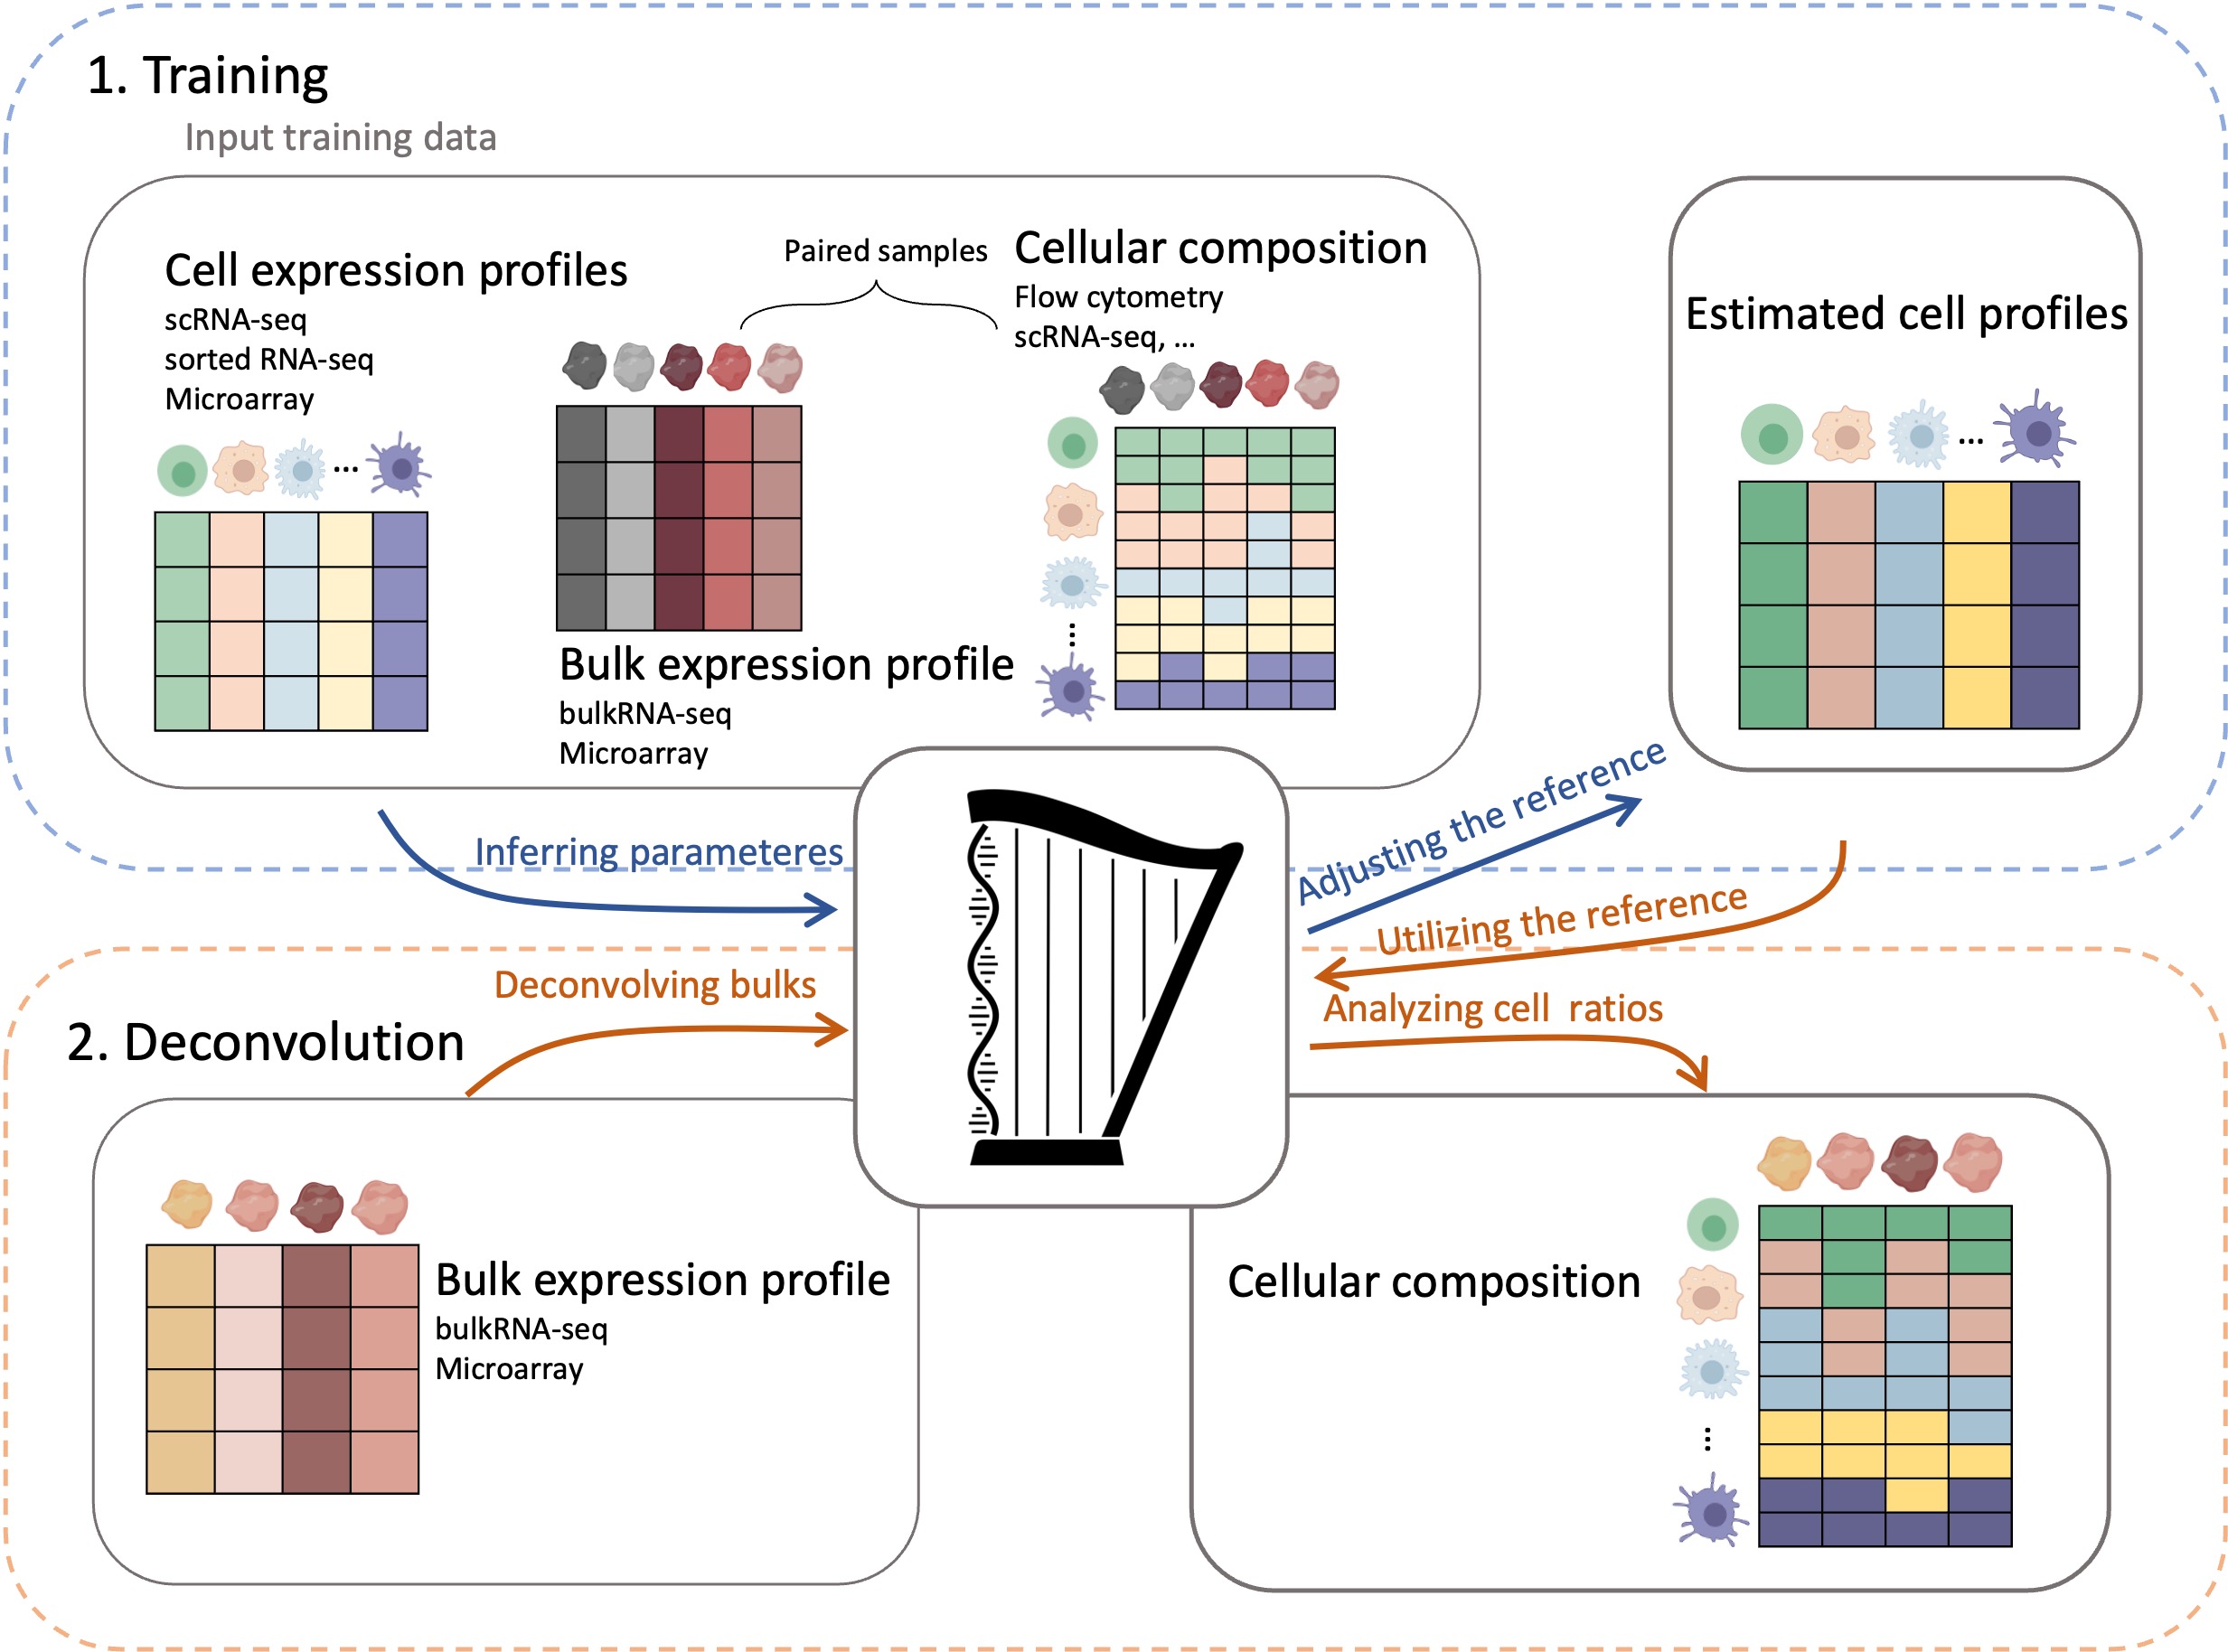 1. Training
Input training data
Cell expression profiles
scRNA-seq
sorted RNA-seq
Microarray
...
Paired samples
Bulk expression profile
bulkRNA-seq
Microarray
Cellular composition
Flow cytometry
scRNA-seq, ...
...
Estimated cell profiles
...
Inferring parameteres
Adjusting the reference
Utilizing the reference
Deconvolving bulks
Analyzing cell ratios
2. Deconvolution
Bulk expression profile
bulkRNA-seq
Microarray
Cellular composition
...